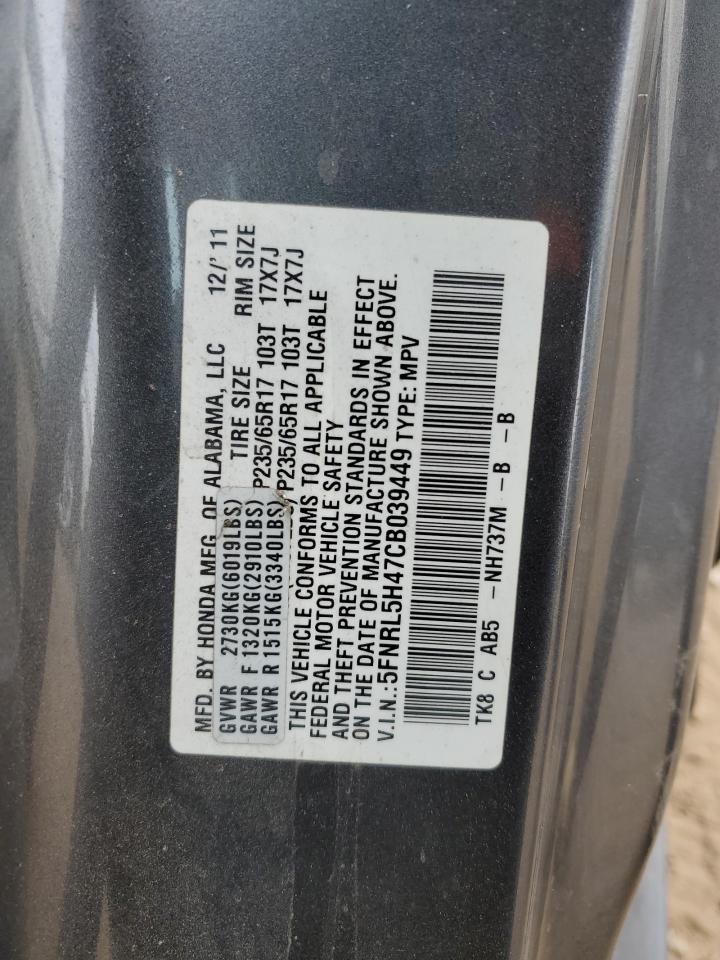 MFD. BY HONDA MFG. OF ALABAMA, LLC 12/'11
GVWR 2730KG(6019LBS) TIRE SIZE RIM SIZE
GAWR F 1320KG(2910LBS) P235/65R17 103T 17X7J
GAWR R 1515KG(3340LBS) P235/65R17 103T 17X7J
THIS VEHICLE CONFORMS TO ALL APPLICABLE
FEDERAL MOTOR VEHICLE SAFETY
AND THEFT PREVENTION STANDARDS IN EFFECT
ON THE DATE OF MANUFACTURE SHOWN ABOVE.
V.I.N.:5FNRL5H47CB039449 TYPE: MPV
TK8 C AB5 -NH737M -B -B